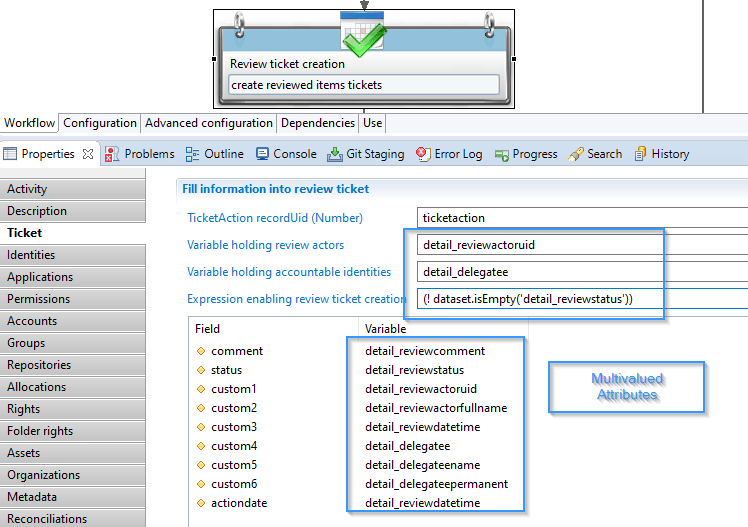 Review ticket creation
create reviewed items tickets
Workflow Configuration Advanced configuration Dependencies Use
Properties Problems Outline Console Git Staging Error Log Progress Search History
Activity
Description
Ticket
Identities
Applications
Permissions
Accounts
Groups
Repositories
Allocations
Rights
Folder rights
Assets
Organizations
Metadata
Reconciliations
Fill information into review ticket
TicketAction recordUid (Number) ticketaction
Variable holding review actors detail_reviewactoruid
Variable holding accountable identities detail_delegatee
Expression enabling review ticket creation (! dataset.isEmpty('detail_reviewstatus'))
Field Variable
comment detail_reviewcomment
status detail_reviewstatus
custom1 detail_reviewactoruid
custom2 detail_reviewactorfullname
custom3 detail_reviewdatetime
custom4 detail_delegatee
custom5 detail_delegateename
custom6 detail_delegateepermanent
actiondate detail_reviewdatetime
Multivalued
Attributes